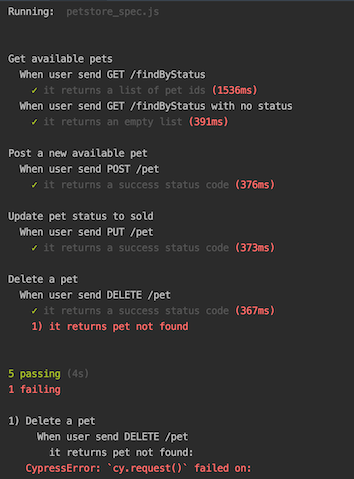 Running:  petstore_spec.js
Get available pets
When user send GET /findByStatus
✓ it returns a list of pet ids (1536ms)
When user send GET /findByStatus with no status
✓ it returns an empty list (391ms)
Post a new available pet
When user send POST /pet
✓ it returns a success status code (376ms)
Update pet status to sold
When user send PUT /pet
✓ it returns a success status code (373ms)
Delete a pet
When user send DELETE /pet
✓ it returns a success status code (367ms)
1) it returns pet not found
5 passing (4s)
1 failing
1) Delete a pet
When user send DELETE /pet
it returns pet not found:
CypressError: `cy.request()` failed on: